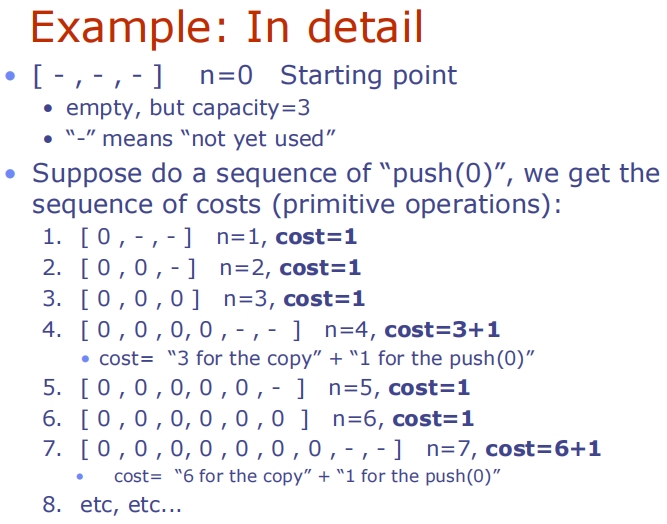 Example: In detail
• [ - , - , - ] n=0 Starting point
• empty, but capacity=3
• “-” means “not yet used”
• Suppose do a sequence of “push(0)”, we get the
sequence of costs (primitive operations):
1. [ 0 , - , - ] n=1, cost=1
2. [ 0 , 0 , - ] n=2, cost=1
3. [ 0 , 0 , 0 ] n=3, cost=1
4. [ 0 , 0 , 0, 0 , - , - ] n=4, cost=3+1
• cost= “3 for the copy” + “1 for the push(0)”
5. [ 0 , 0 , 0, 0 , 0 , - ] n=5, cost=1
6. [ 0 , 0 , 0, 0 , 0 , 0 ] n=6, cost=1
7. [ 0 , 0 , 0, 0 , 0 , 0 , 0 , - , - ] n=7, cost=6+1
• cost= “6 for the copy” + “1 for the push(0)”
8. etc, etc...